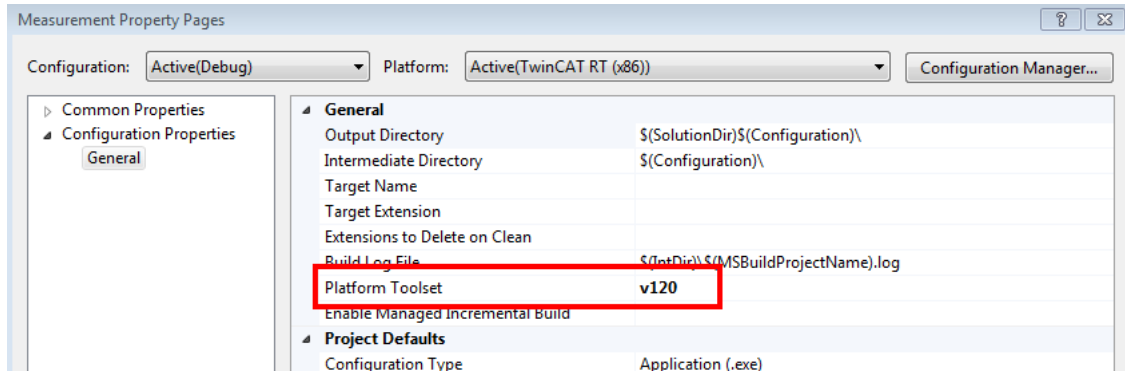 Measurement Property Pages
Configuration: Active(Debug) Platform: Active(TwinCAT RT (x86)) Configuration Manager...
Common Properties
Configuration Properties
General
General
Output Directory $(SolutionDir)$(Configuration)\
Intermediate Directory $(Configuration)\
Target Name
Target Extension
Extensions to Delete on Clean
Build Log File $(IntDir)\$(MSBuildProjectName).log
Platform Toolset v120
Enable Managed Incremental Build
Project Defaults
Configuration Type Application (.exe)